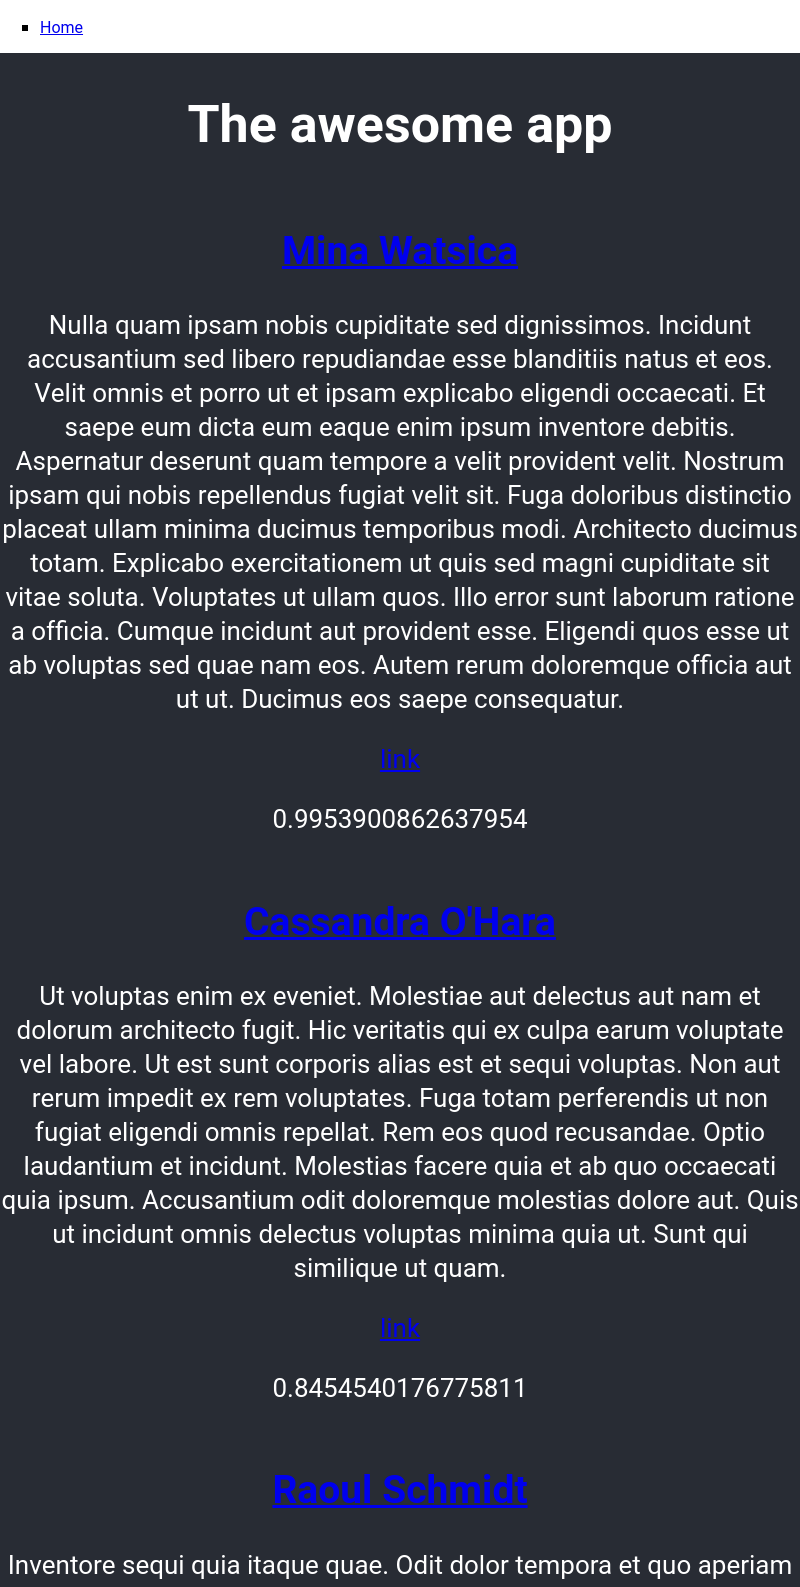 Home
The awesome app
Mina Watsica
Nulla quam ipsam nobis cupiditate sed dignissimos. Incidunt
accusantium sed libero repudiandae esse blanditiis natus et eos.
Velit omnis et porro ut et ipsam explicabo eligendi occaecati. Et
saepe eum dicta eum eaque enim ipsum inventore debitis.
Aspernatur deserunt quam tempore a velit provident velit. Nostrum
ipsam qui nobis repellendus fugiat velit sit. Fuga doloribus distinctio
placeat ullam minima ducimus temporibus modi. Architecto ducimus
totam. Explicabo exercitationem ut quis sed magni cupiditate sit
vitae soluta. Voluptates ut ullam quos. Illo error sunt laborum ratione
a officia. Cumque incidunt aut provident esse. Eligendi quos esse ut
ab voluptas sed quae nam eos. Autem rerum doloremque officia aut
ut ut. Ducimus eos saepe consequatur.
link
0.9953900862637954
Cassandra O'Hara
Ut voluptas enim ex eveniet. Molestiae aut delectus aut nam et
dolorum architecto fugit. Hic veritatis qui ex culpa earum voluptate
vel labore. Ut est sunt corporis alias est et sequi voluptas. Non aut
rerum impedit ex rem voluptates. Fuga totam perferendis ut non
fugiat eligendi omnis repellat. Rem eos quod recusandae. Optio
laudantium et incidunt. Molestias facere quia et ab quo occaecati
quia ipsum. Accusantium odit doloremque molestias dolore aut. Quis
ut incidunt omnis delectus voluptas minima quia ut. Sunt qui
similique ut quam.
link
0.8454540176775811
Raoul Schmidt
Inventore sequi quia itaque quae. Odit dolor tempora et quo aperiam